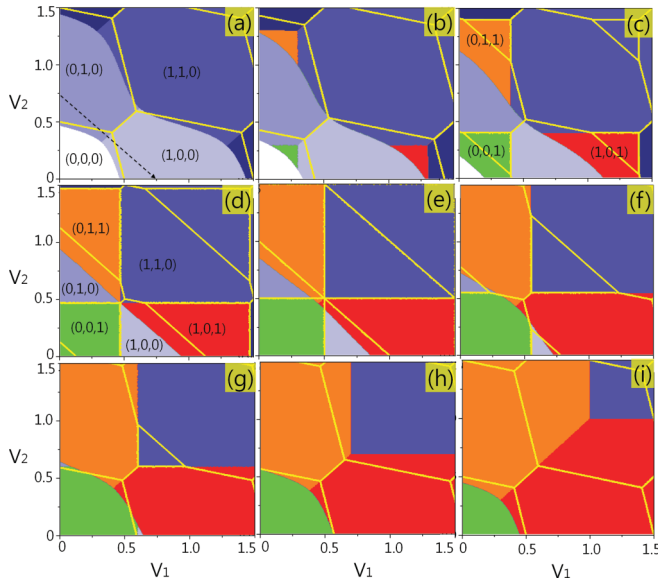 1.5 (a) (b) (c)
(0,1,0) (1,1,0) (0,1,1)
1.0
V2
0.5
(0,0,1) (1,0,1)
(0,0,0) (1,0,0)
0
1.5 (d) (e) (f)
(0,1,1)
1.0 (1,1,0)
(0,1,0)
0.5
(0,0,1) (1,0,1)
(1,0,0)
0
1.5 (g) (h) (i)
1.0
V2
0.5
0
0 0.5 1.0 1.5 0 0.5 1.0 1.5 0 0.5 1.0 1.5
V1 V1 V1